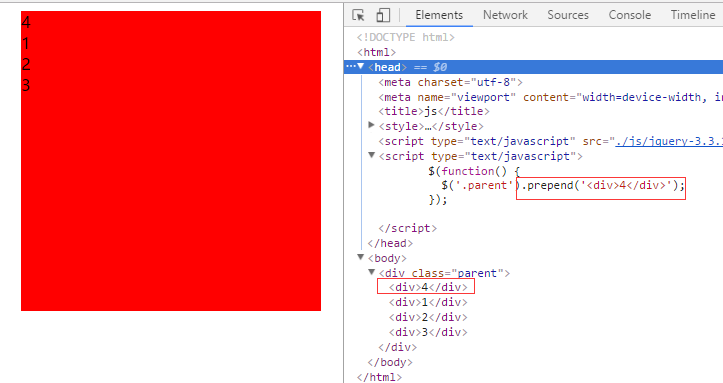 4
1
2
3
Elements Network Sources Console Timeline
<!DOCTYPE html>
<html>
···▼<head> == $0
<meta charset="utf-8">
<meta name="viewport" content="width=device-width, in
<title>js</title>
▶<style>…</style>
<script type="text/javascript" src="./js/jquery-3.3.
▼<script type="text/javascript">
$(function() {
$('.parent').prepend('<div>4</div>');
});
</script>
</head>
▼<body>
▼<div class="parent">
<div>4</div>
<div>1</div>
<div>2</div>
<div>3</div>
</div>
</body>
</html>